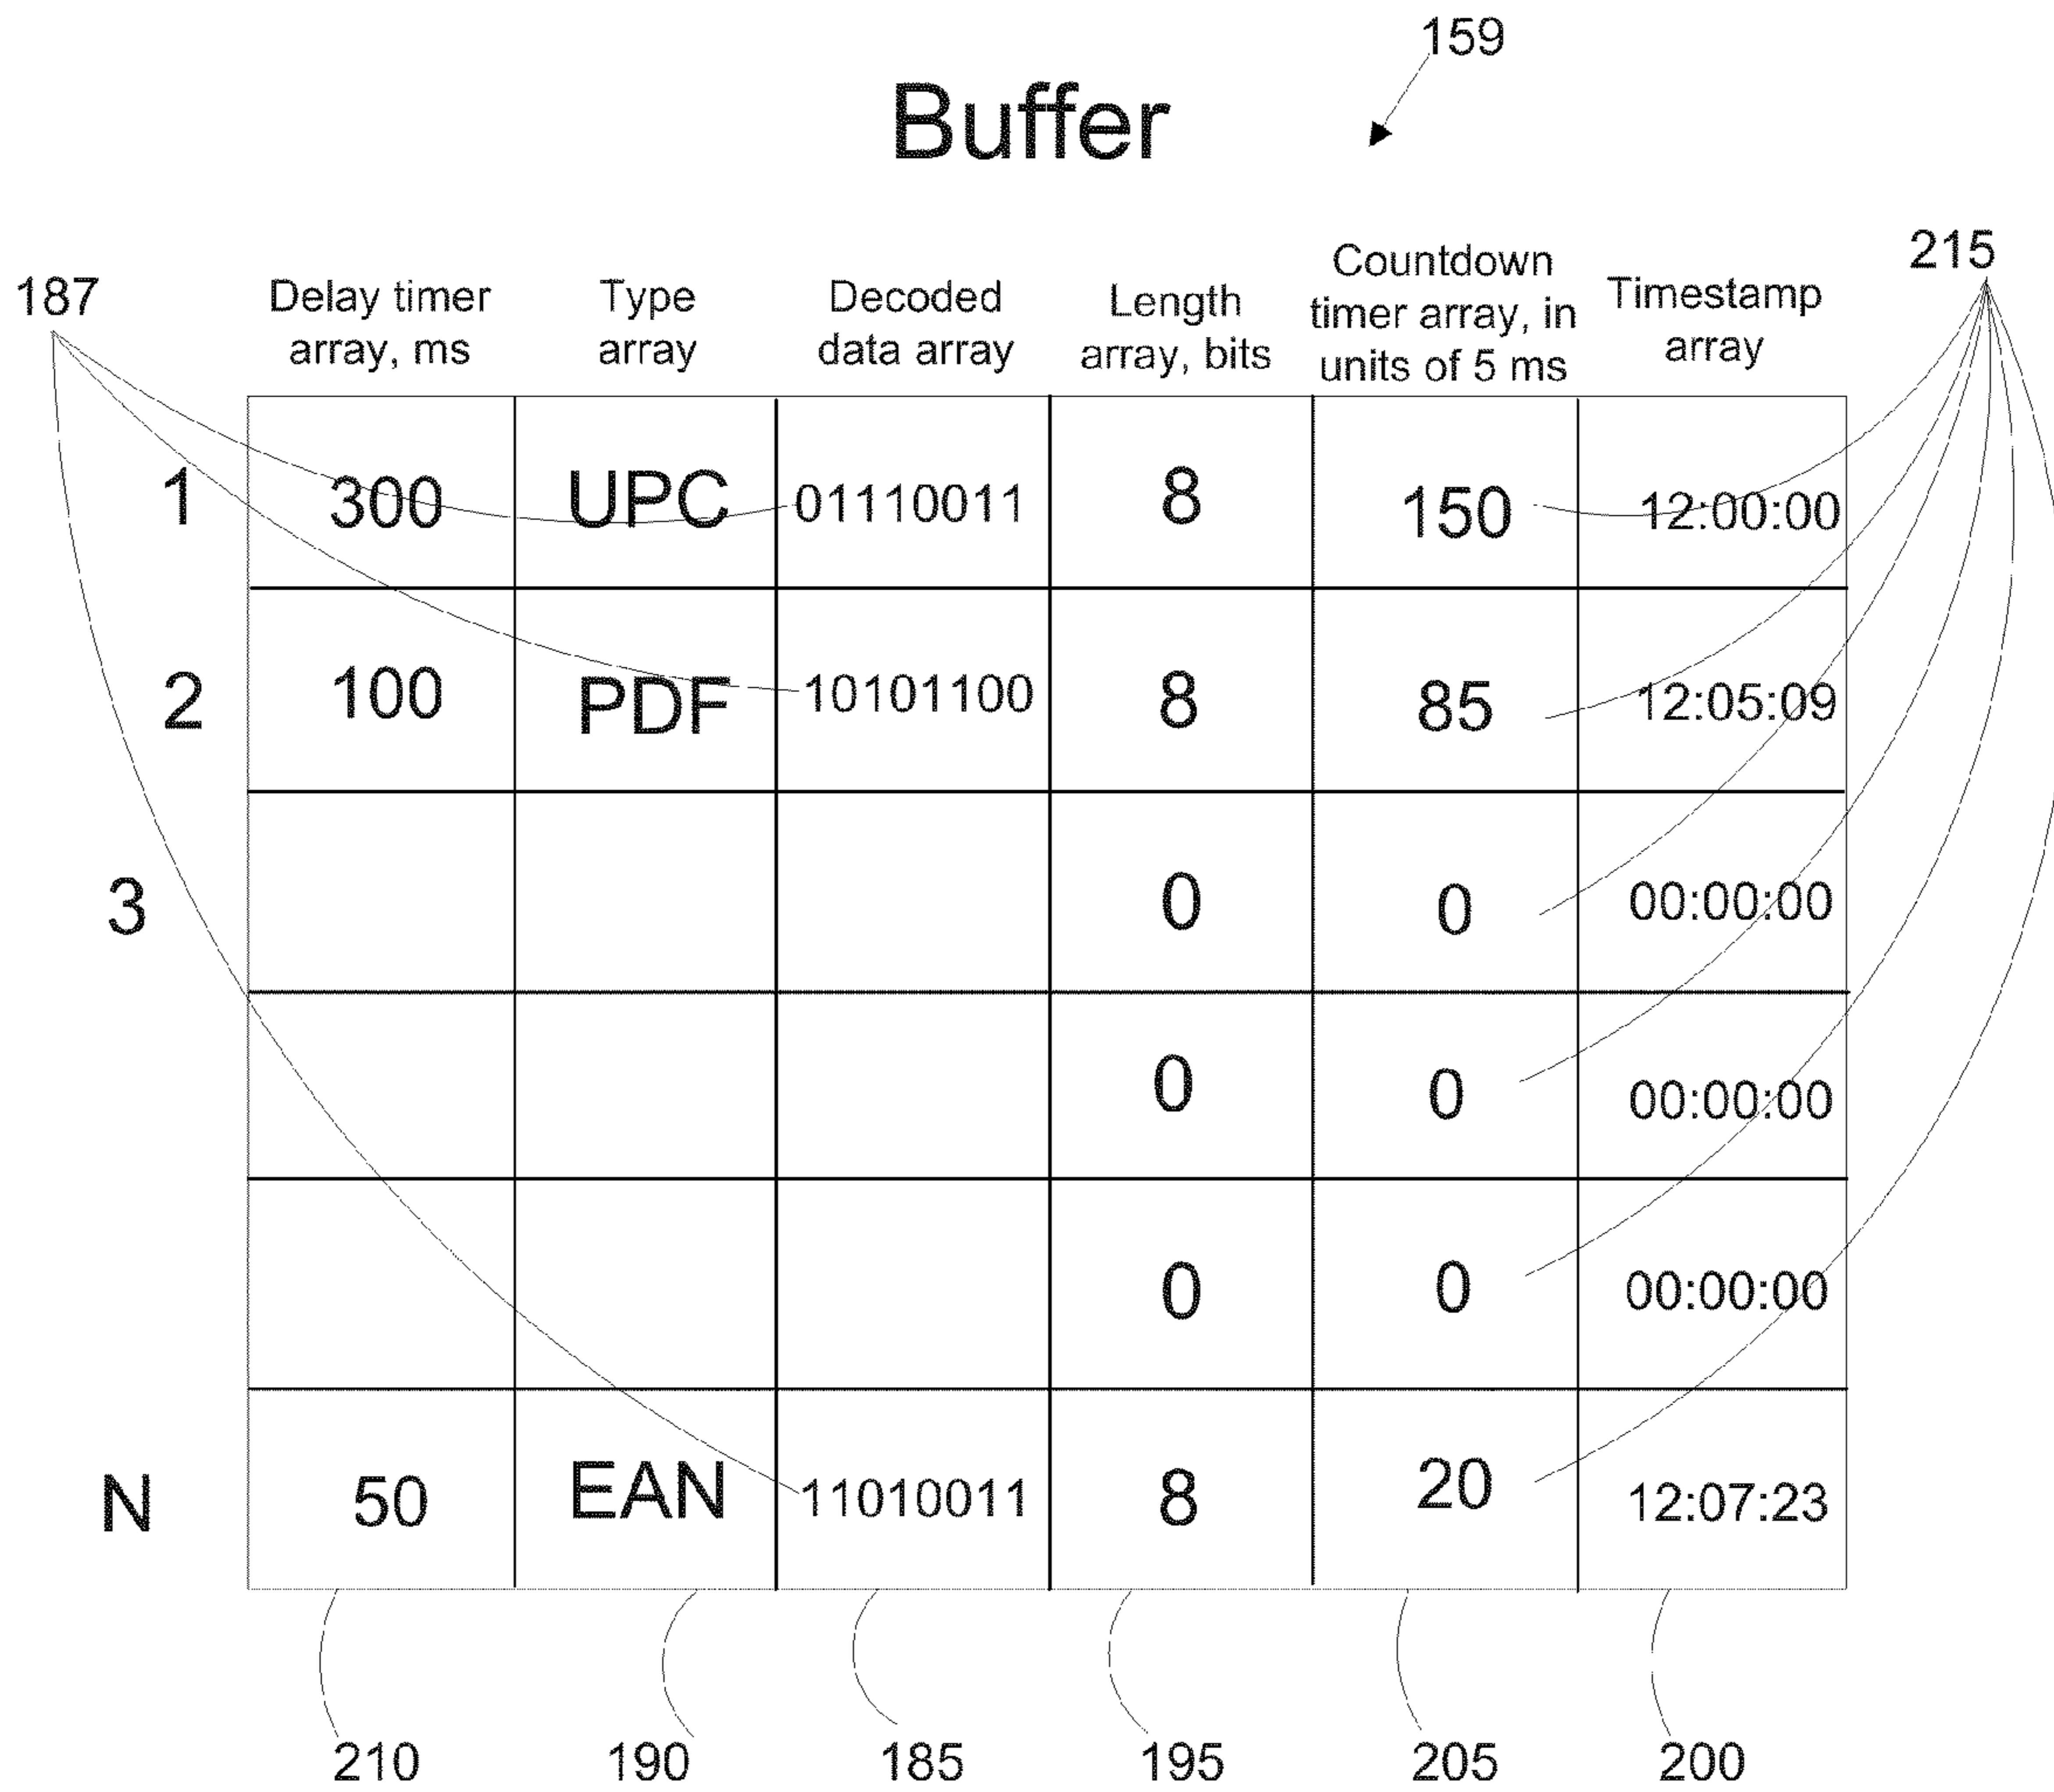 159
Buffer
187
215
Delay timer
array, ms
Type
array
Decoded
data array
Length
array, bits
Countdown
timer array, in
units of 5 ms
Timestamp
array
1 300 UPC 01110011 8 150 12:00:00
2 100 PDF 10101100 8 85 12:05:09
3 0 0 00:00:00
0 0 00:00:00
0 0 00:00:00
N 50 EAN 11010011 8 20 12:07:23
210 190 185 195 205 200